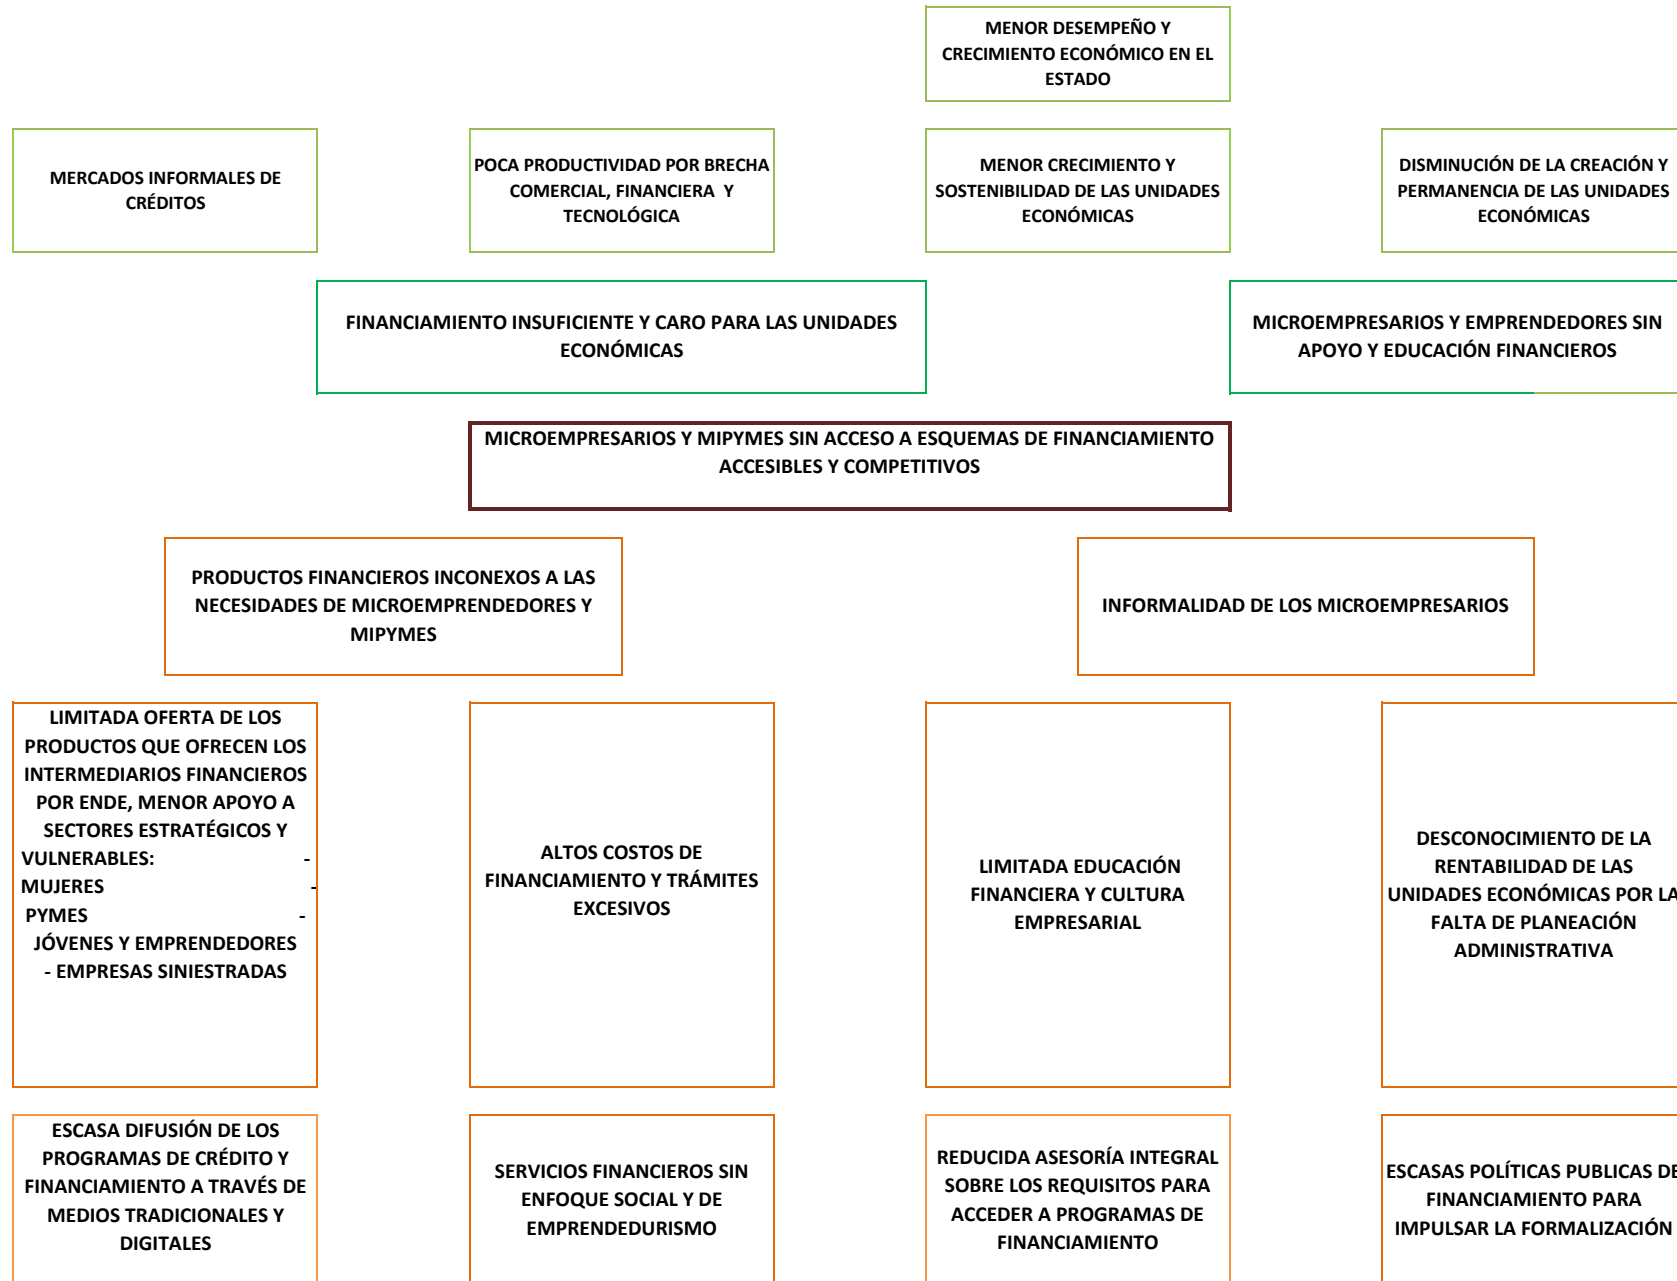 MENOR DESEMPEÑO Y
CRECIMIENTO ECONÓMICO EN EL
ESTADO
MERCADOS INFORMALES DE
CRÉDITOS
POCA PRODUCTIVIDAD POR BRECHA
COMERCIAL, FINANCIERA Y
TECNOLÓGICA
MENOR CRECIMIENTO Y
SOSTENIBILIDAD DE LAS UNIDADES
ECONÓMICAS
DISMINUCIÓN DE LA CREACIÓN Y
PERMANENCIA DE LAS UNIDADES
ECONÓMICAS
FINANCIAMIENTO INSUFICIENTE Y CARO PARA LAS UNIDADES
ECONÓMICAS
MICROEMPRESARIOS Y EMPRENDEDORES SIN
APOYO Y EDUCACIÓN FINANCIEROS
MICROEMPRESARIOS Y MIPYMES SIN ACCESO A ESQUEMAS DE FINANCIAMIENTO
ACCESIBLES Y COMPETITIVOS
PRODUCTOS FINANCIEROS INCONEXOS A LAS
NECESIDADES DE MICROEMPRENDEDORES Y
MIPYMES
INFORMALIDAD DE LOS MICROEMPRESARIOS
LIMITADA OFERTA DE LOS
PRODUCTOS QUE OFRECEN LOS
INTERMEDIARIOS FINANCIEROS
POR ENDE, MENOR APOYO A
SECTORES ESTRATÉGICOS Y
VULNERABLES: -
MUJERES -
PYMES -
JÓVENES Y EMPRENDEDORES
- EMPRESAS SINIESTRADAS
ALTOS COSTOS DE
FINANCIAMIENTO Y TRÁMITES
EXCESIVOS
LIMITADA EDUCACIÓN
FINANCIERA Y CULTURA
EMPRESARIAL
DESCONOCIMIENTO DE LA
RENTABILIDAD DE LAS
UNIDADES ECONÓMICAS POR LA
FALTA DE PLANEACIÓN
ADMINISTRATIVA
ESCASA DIFUSIÓN DE LOS
PROGRAMAS DE CRÉDITO Y
FINANCIAMIENTO A TRAVÉS DE
MEDIOS TRADICIONALES Y
DIGITALES
SERVICIOS FINANCIEROS SIN
ENFOQUE SOCIAL Y DE
EMPRENDEDURISMO
REDUCIDA ASESORÍA INTEGRAL
SOBRE LOS REQUISITOS PARA
ACCEDER A PROGRAMAS DE
FINANCIAMIENTO
ESCASAS POLÍTICAS PUBLICAS DE
FINANCIAMIENTO PARA
IMPULSAR LA FORMALIZACIÓN